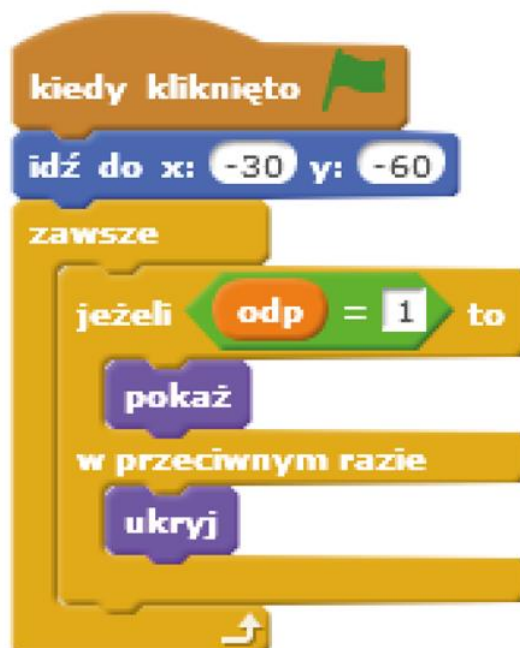 kiedy kliknięto
idź do x: -30 y: -60
zawsze
jeżeli odp = 1 to
pokaż
w przeciwnym razie
ukryj